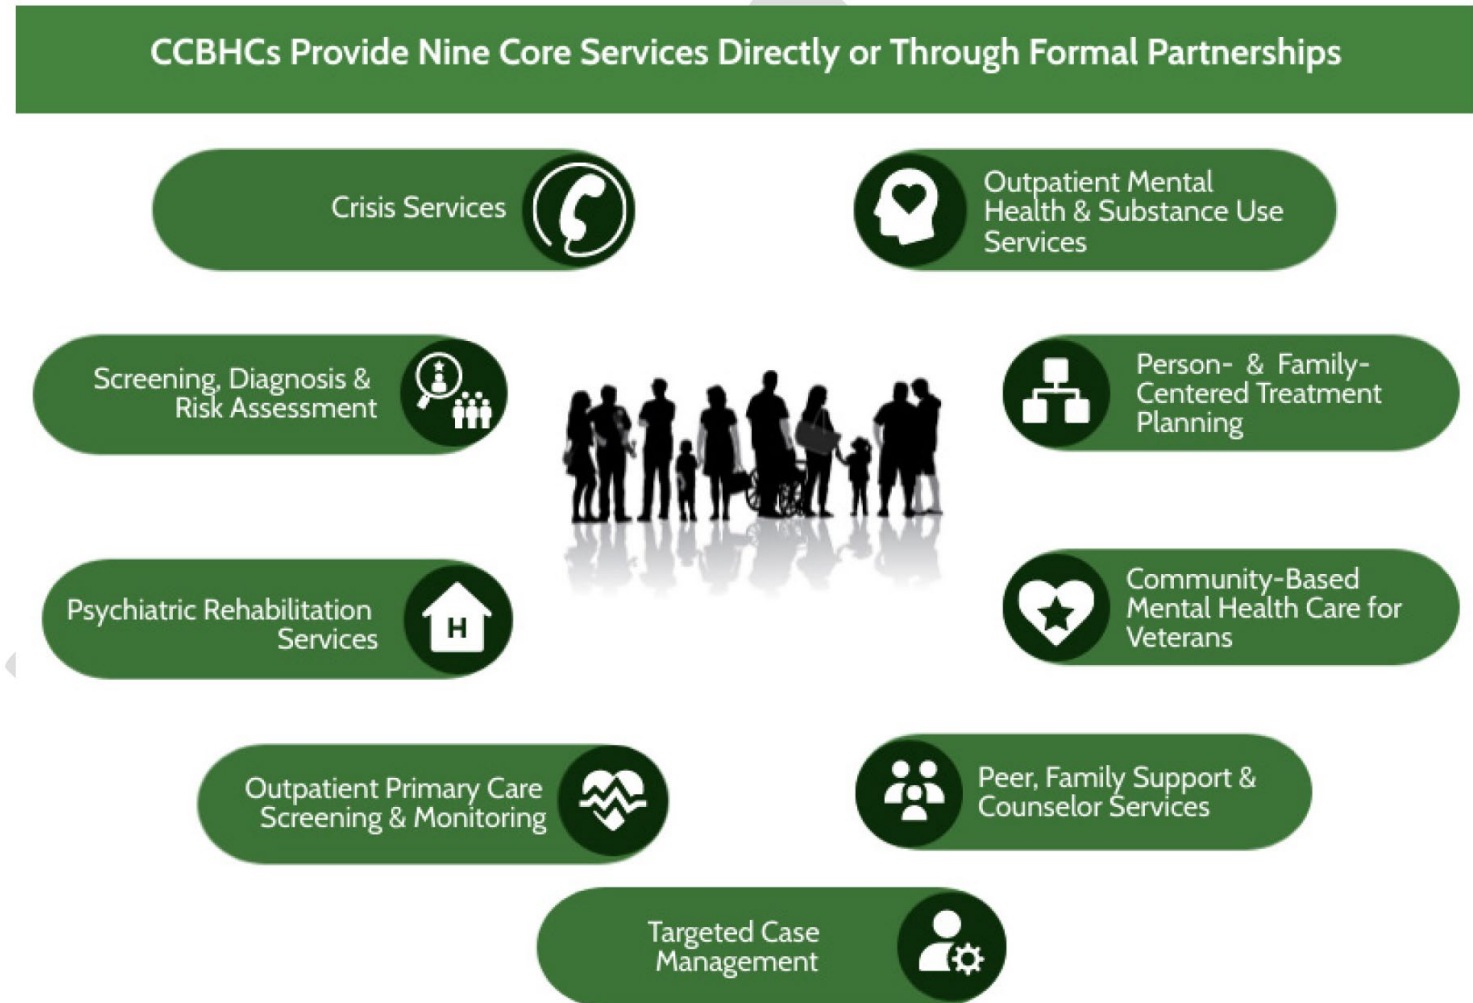 CCBHCs Provide Nine Core Services Directly or Through Formal Partnerships
Crisis Services
Outpatient Mental
Health & Substance Use
Services
Screening, Diagnosis &
Risk Assessment
Person- & Family-
Centered Treatment
Planning
Psychiatric Rehabilitation
Services
H
Community-Based
Mental Health Care for
Veterans
Outpatient Primary Care
Screening & Monitoring
Peer, Family Support &
Counselor Services
Targeted Case
Management